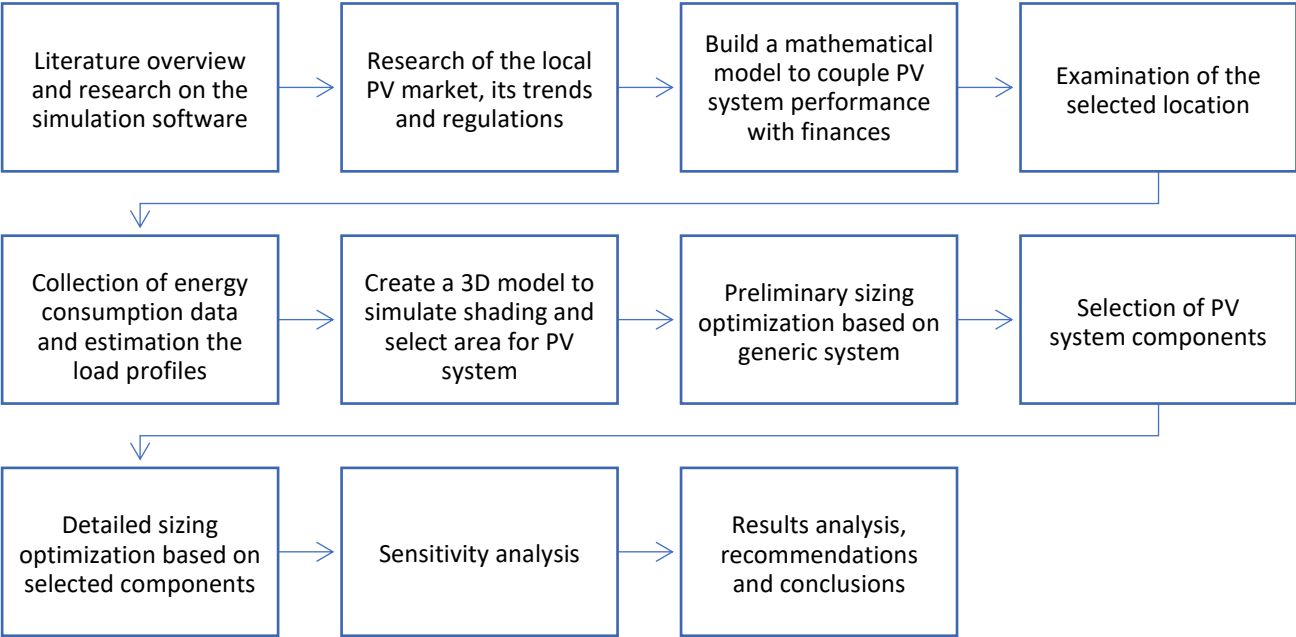 Literature overview
and research on the
simulation software
Research of the local
PV market, its trends
and regulations
Build a mathematical
model to couple PV
system performance
with finances
Examination of the
selected location
Collection of energy
consumption data
and estimation the
load profiles
Create a 3D model to
simulate shading and
select area for PV
system
Preliminary sizing
optimization based on
generic system
Selection of PV
system components
Detailed sizing
optimization based on
selected components
Sensitivity analysis
Results analysis,
recommendations
and conclusions